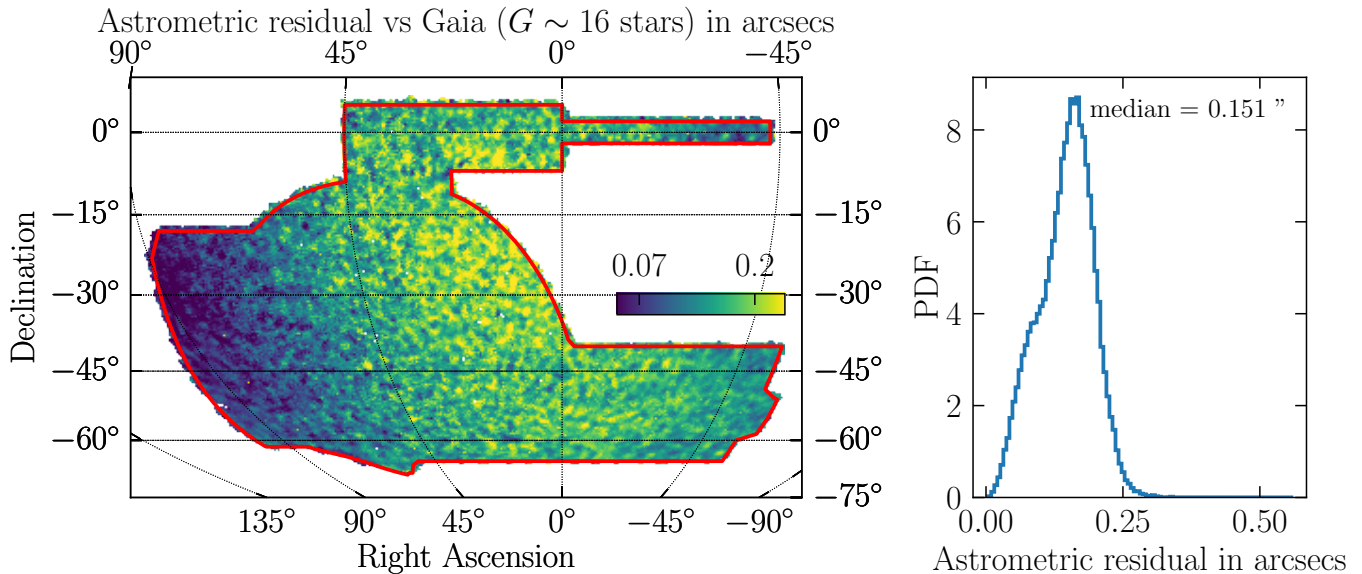 Astrometric residual vs Gaia (G ∼ 16 stars) in arcsecs
90° 45° 0° −45°
0° 0°
−15° −15°
0.07 0.2
−30° −30°
−45° −45°
−60° −60°
−75°
135° 90° 45° 0° −45° −90°
Right Ascension
Declination
median = 0.151 ”
8
6
4
2
0
PDF
0.00 0.25 0.50
Astrometric residual in arcsecs